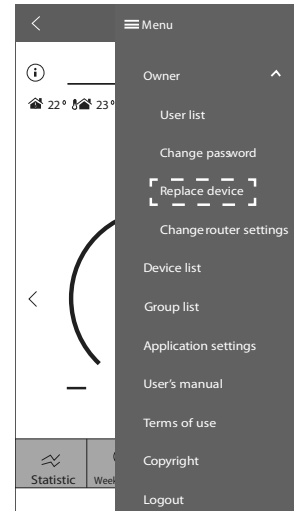 Menu
Owner
22° 23°
User list
Change password
Replace device
Change router settings
Device list
Group list
Application settings
User's manual
Terms of use
Copyright
Statistic Week
Logout